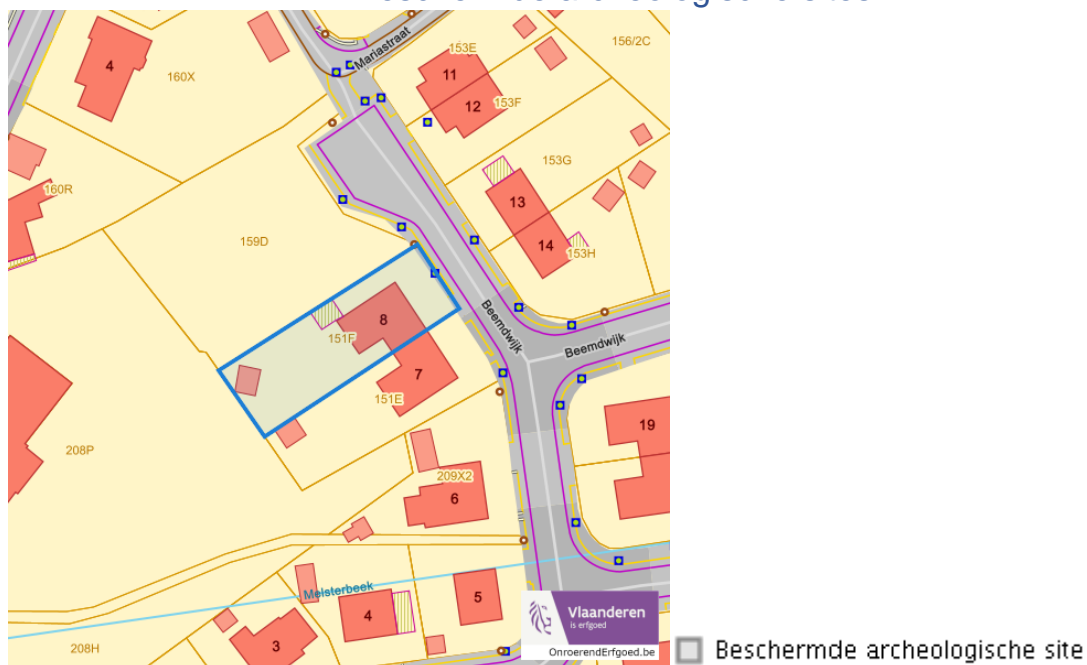 4
160X
Mariastraat
153E
11
12
153F
156/2C
160R
153G
13
14
153H
159D
8
151F
Beemdwijk
Beemdwijk
7
151E
208P
19
209X2
6
Melsterbeek
4
5
3
208H
Vlaanderen
is erfgoed
OnroerendErfgoed.be
Beschermde archeologische site